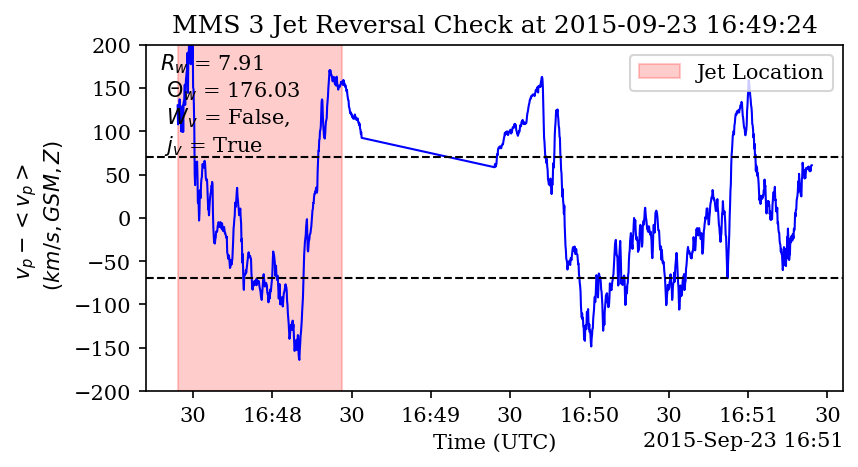 MMS 3 Jet Reversal Check at 2015-09-23 16:49:24
R_w = 7.91
Θ_w = 176.03
W_v = False,
j_v = True
Jet Location
200
150
100
50
0
−50
−100
−150
−200
v_p − <v_p>
(km/s, GSM, Z)
30 16:48 30 16:49 30 16:50 30 16:51 30
Time (UTC)
2015-Sep-23 16:51